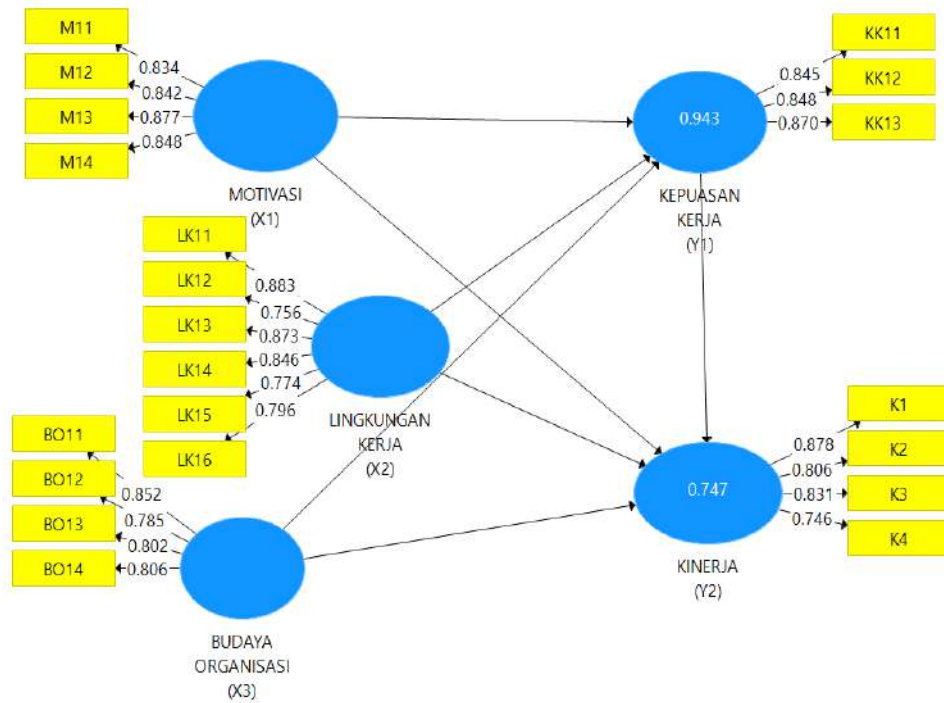 M11
M12
M13
M14
0.834
0.842
0.877
0.848
MOTIVASI
(X1)
KK11
KK12
KK13
0.845
0.848
0.870
0.943
KEPUASAN
KERJA
(Y1)
LK11
LK12
LK13
LK14
LK15
LK16
0.883
0.756
0.873
0.846
0.774
0.796
LINGKUNGAN
KERJA
(X2)
BO11
BO12
BO13
BO14
0.852
0.785
0.802
0.806
BUDAYA
ORGANISASI
(X3)
K1
K2
K3
K4
0.878
0.806
0.831
0.746
0.747
KINERJA
(Y2)